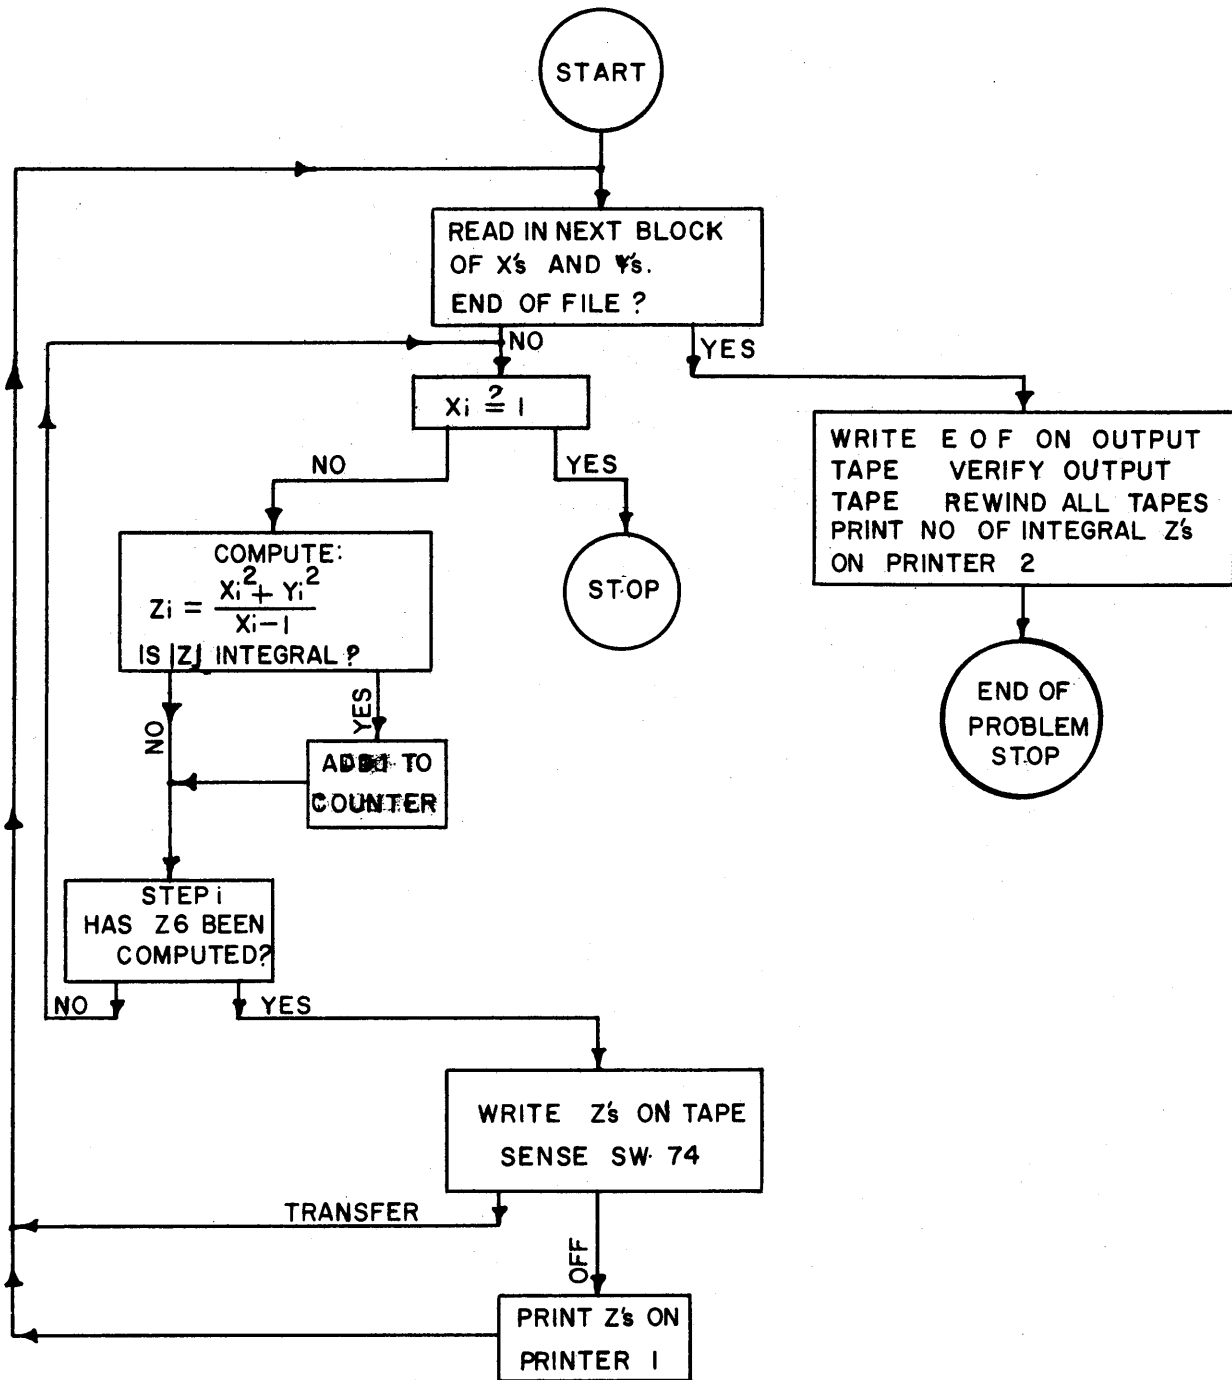 START
READ IN NEXT BLOCK
OF X's AND Y's.
END OF FILE ?
NO
YES
Xi ≟ 1
NO
YES
WRITE E O F ON OUTPUT
TAPE VERIFY OUTPUT
TAPE REWIND ALL TAPES
PRINT NO OF INTEGRAL Z's
ON PRINTER 2
COMPUTE:
Zi = (Xi² + Yi²) / (Xi - 1)
IS |Z| INTEGRAL ?
STOP
END OF
PROBLEM
STOP
NO
YES
ADD 1 TO
COUNTER
STEP i
HAS Z6 BEEN
COMPUTED?
NO
YES
WRITE Z's ON TAPE
SENSE SW. 74
TRANSFER
OFF
PRINT Z's ON
PRINTER 1